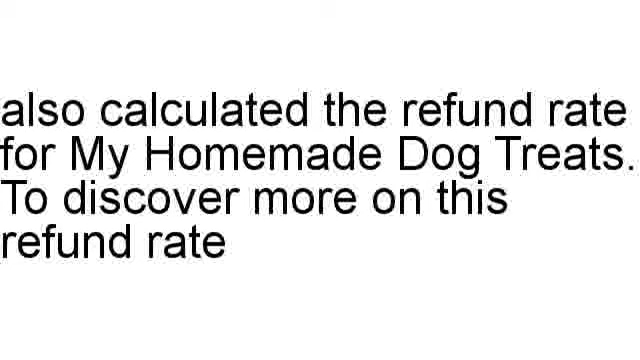 also calculated the refund rate
for My Homemade Dog Treats.
To discover more on this
refund rate